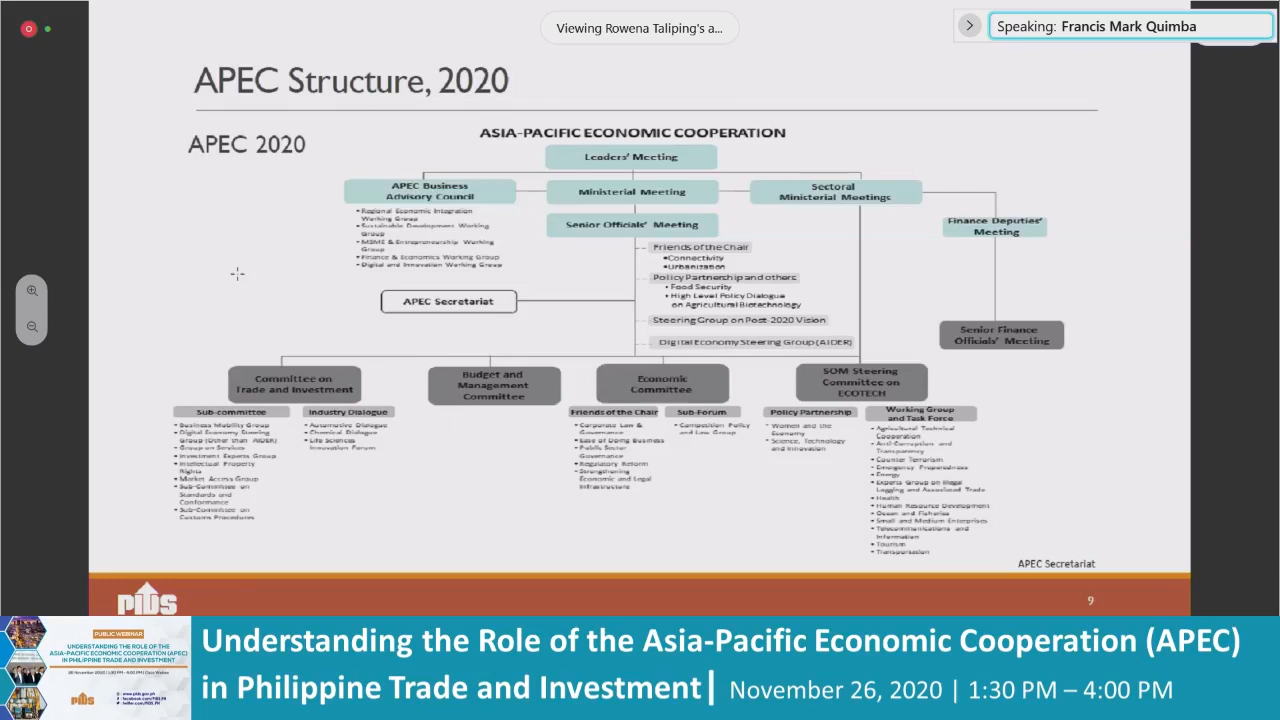 Viewing Rowena Taliping's a...
Speaking: Francis Mark Quimba
APEC Structure, 2020
APEC 2020
ASIA-PACIFIC ECONOMIC COOPERATION
Leaders' Meeting
APEC Business
Advisory Council
Ministerial Meeting
Sectoral
Ministerial Meetings
• Regional Economic Integration
Working Group
• Sustainable Development Working
Group
• MSME & Entrepreneurship Working
Group
• Finance & Economics Working Group
• Digital and Innovation Working Group
Senior Officials' Meeting
Finance Deputies'
Meeting
Friends of the Chair
• Connectivity
• Urbanization
Policy Partnership and others
• Food Security
• High Level Policy Dialogue
on Agricultural Biotechnology
APEC Secretariat
Steering Group on Post-2020 Vision
Digital Economy Steering Group (AIDER)
Senior Finance
Officials' Meeting
Committee on
Trade and Investment
Budget and
Management
Committee
Economic
Committee
SOM Steering
Committee on
ECOTECH
Sub-committee
• Business Mobility Group
• Digital Economy Steering
Group (Other than AIDER)
• Group on Services
• Investment Experts Group
• Intellectual Property
Rights
• Market Access Group
• Sub-Committee on
Standards and
Conformance
• Sub-Committee on
Customs Procedures
Industry Dialogue
• Automotive Dialogue
• Chemical Dialogue
• Life Sciences
Innovation Forum
Friends of the Chair
• Corporate Law &
Governance
• Ease of Doing Business
• Public Sector
Governance
• Regulatory Reform
• Strengthening
Economic and Legal
Infrastructure
Sub-Forum
• Competition Policy
and Law Group
Policy Partnership
• Women and the
Economy
• Science, Technology
and Innovation
Working Group
and Task Force
• Agricultural Technical
Cooperation
• Anti-Corruption and
Transparency
• Counter Terrorism
• Emergency Preparedness
• Energy
• Experts Group on Illegal
Logging and Associated Trade
• Health
• Human Resource Development
• Ocean and Fisheries
• Small and Medium Enterprises
• Telecommunications and
Information
• Tourism
• Transportation
APEC Secretariat
PIDS
9
PUBLIC WEBINAR
UNDERSTANDING THE ROLE OF THE
ASIA-PACIFIC ECONOMIC COOPERATION (APEC)
IN PHILIPPINE TRADE AND INVESTMENT
PIDS
Understanding the Role of the Asia-Pacific Economic Cooperation (APEC)
in Philippine Trade and Investment | November 26, 2020 | 1:30 PM – 4:00 PM